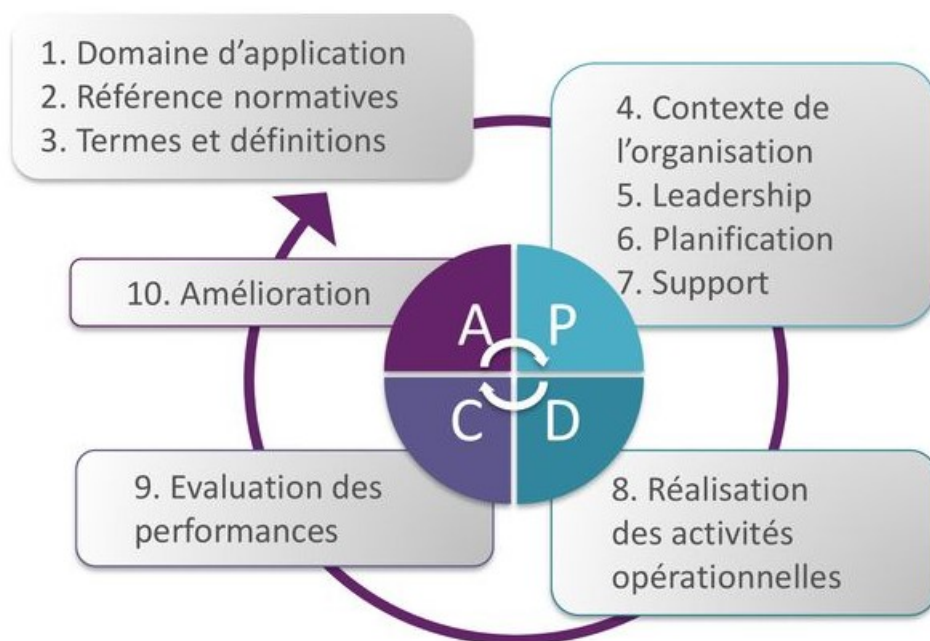 1. Domaine d'application
2. Référence normatives
3. Termes et définitions
4. Contexte de
l'organisation
5. Leadership
6. Planification
7. Support
10. Amélioration
A
P
C
D
9. Evaluation des
performances
8. Réalisation
des activités
opérationnelles